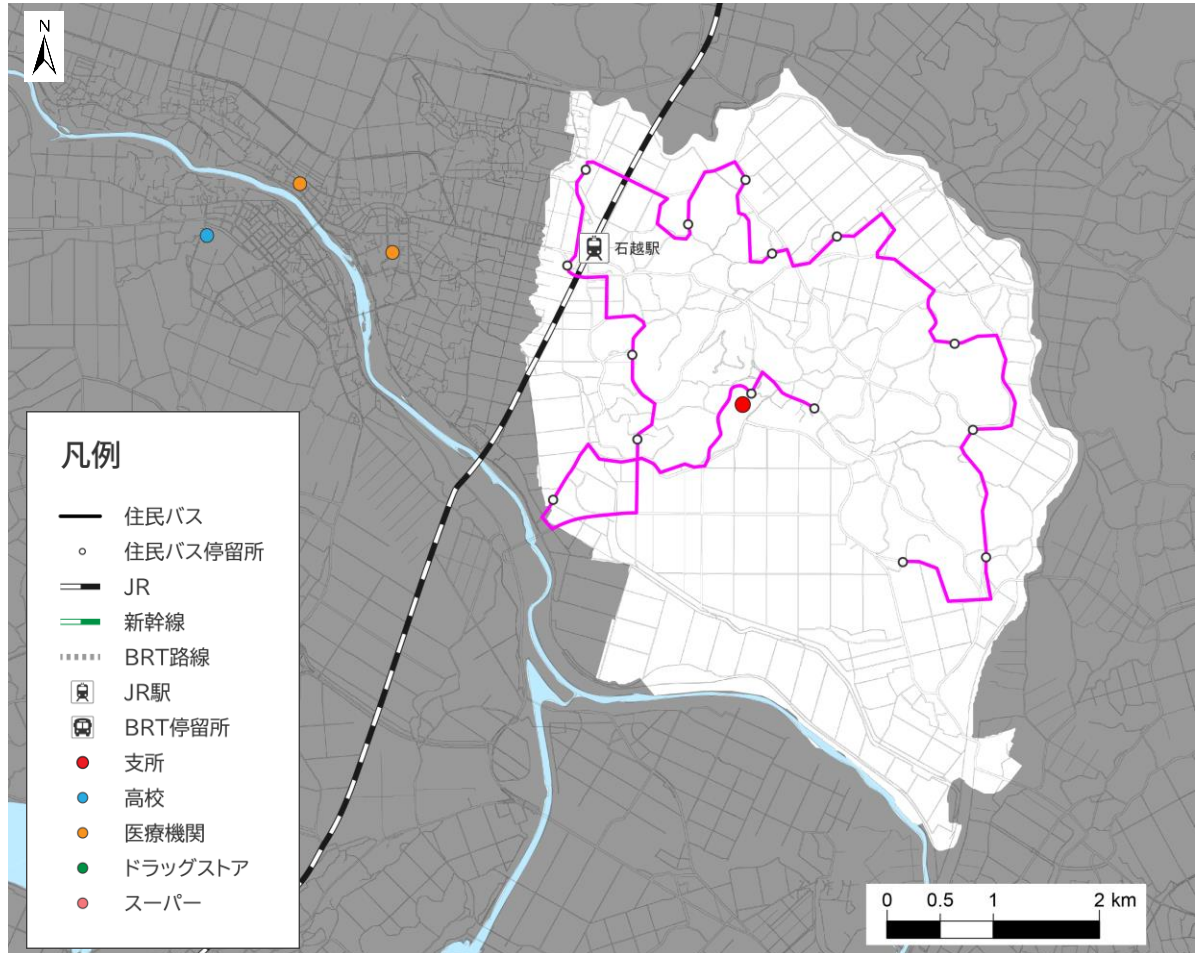 N
石越駅
凡例
住民バス
住民バス停留所
JR
新幹線
BRT路線
JR駅
BRT停留所
支所
高校
医療機関
ドラッグストア
スーパー
0 0.5 1 2 km